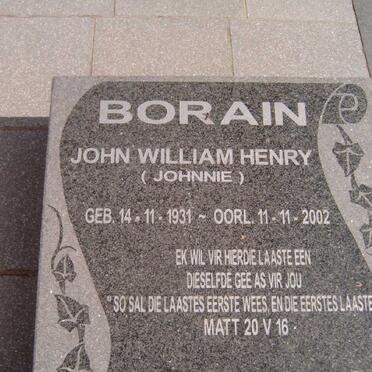 BORAIN
JOHN WILLIAM HENRY
( JOHNNIE )
GEB. 14 - 11 - 1931 ~ OORL. 11 - 11 - 2002
EK WIL VIR HIERDIE LAASTE EEN
DIESELFDE GEE AS VIR JOU
"SO SAL DIE LAASTES EERSTE WEES, EN DIE EERSTES LAASTE
MATT 20 V 16 -